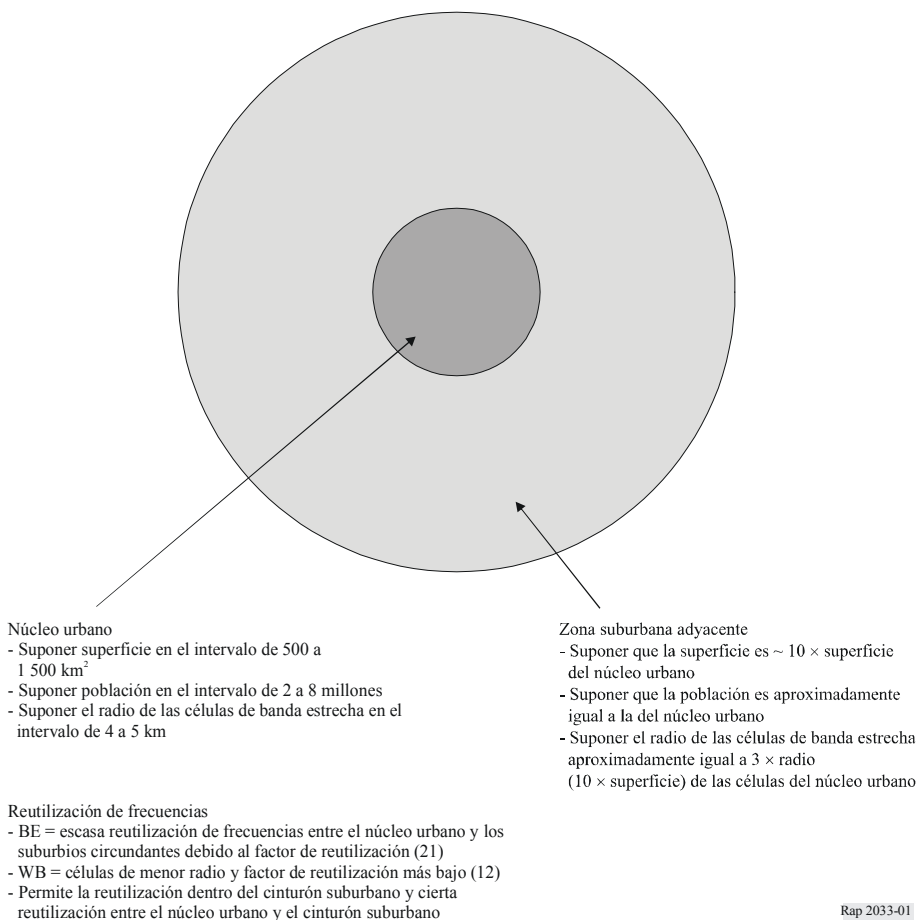 Núcleo urbano
- Suponer superficie en el intervalo de 500 a
1 500 km²
- Suponer población en el intervalo de 2 a 8 millones
- Suponer el radio de las células de banda estrecha en el
intervalo de 4 a 5 km
Zona suburbana adyacente
- Suponer que la superficie es ~ 10 × superficie
del núcleo urbano
- Suponer que la población es aproximadamente
igual a la del núcleo urbano
- Suponer el radio de las células de banda estrecha
aproximadamente igual a 3 × radio
(10 × superficie) de las células del núcleo urbano
Reutilización de frecuencias
- BE = escasa reutilización de frecuencias entre el núcleo urbano y los
suburbios circundantes debido al factor de reutilización (21)
- WB = células de menor radio y factor de reutilización más bajo (12)
- Permite la reutilización dentro del cinturón suburbano y cierta
reutilización entre el núcleo urbano y el cinturón suburbano
Rap 2033-01